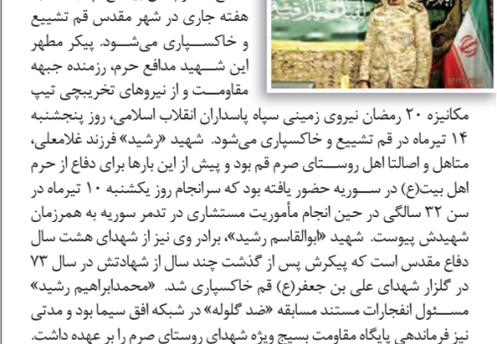 هفته جاری در شهر مقدس قم تشییع
و خاکسپاری می‌شود. پیکر مطهر
این شهید مدافع حرم، رزمنده جبهه
مقاومت و از نیروهای تخریبچی تیپ
مکانیزه ۲۰ رمضان نیروی زمینی سپاه پاسداران انقلاب اسلامی، روز پنجشنبه
۱۴ تیرماه در قم تشییع و خاکسپاری می‌شود. شهید «رشید» فرزند غلامعلی،
متاهل و اصالتا اهل روستای صرم قم بود و پیش از این بارها برای دفاع از حرم
اهل بیت(ع) در سوریه حضور یافته بود که سرانجام روز یکشنبه ۱۰ تیرماه در
سن ۳۲ سالگی در حین انجام مأموریت مستشاری در تدمر سوریه به همرزمان
شهیدش پیوست. شهید «ابوالقاسم رشید»، برادر وی نیز از شهدای هشت سال
دفاع مقدس است که پیکرش پس از گذشت چند سال از شهادتش در سال ۷۳
در گلزار شهدای علی بن جعفر(ع) قم خاکسپاری شد. «محمدابراهیم رشید»
مسئول انفجارات مستند مسابقه «ضد گلوله» در شبکه افق سیما بود و مدتی
نیز فرماندهی پایگاه مقاومت بسیج ویژه شهدای روستای صرم را بر عهده داشت.